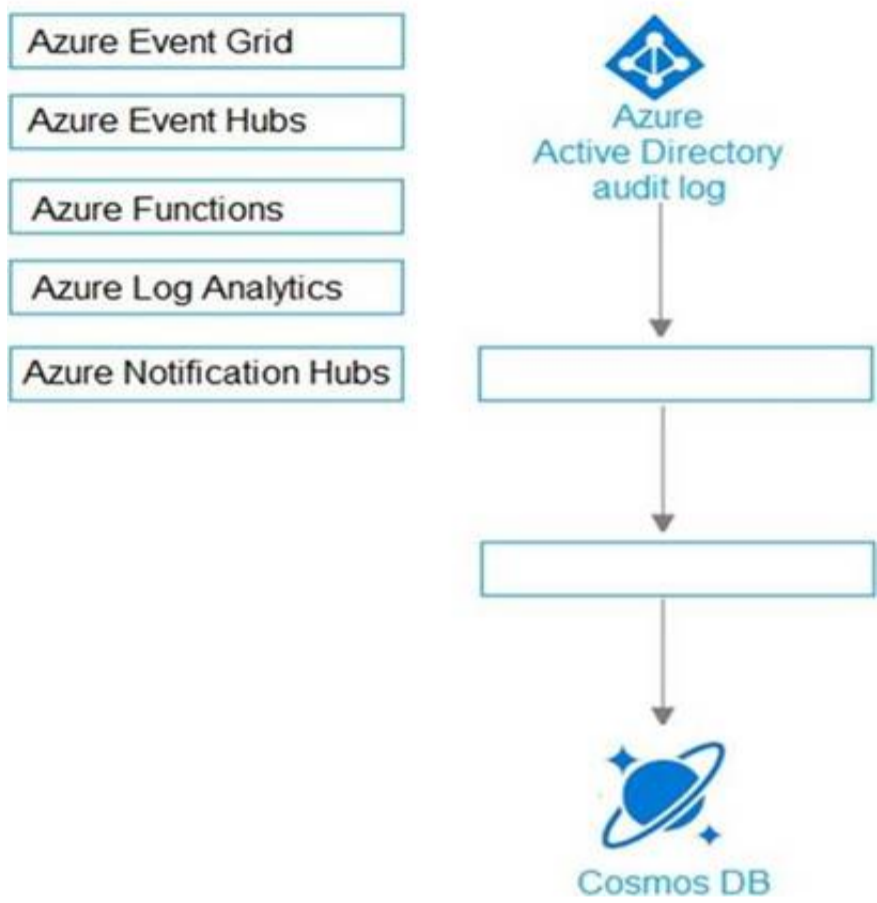 Azure Event Grid
Azure Event Hubs
Azure Functions
Azure Log Analytics
Azure Notification Hubs
Azure
Active Directory
audit log
Cosmos DB